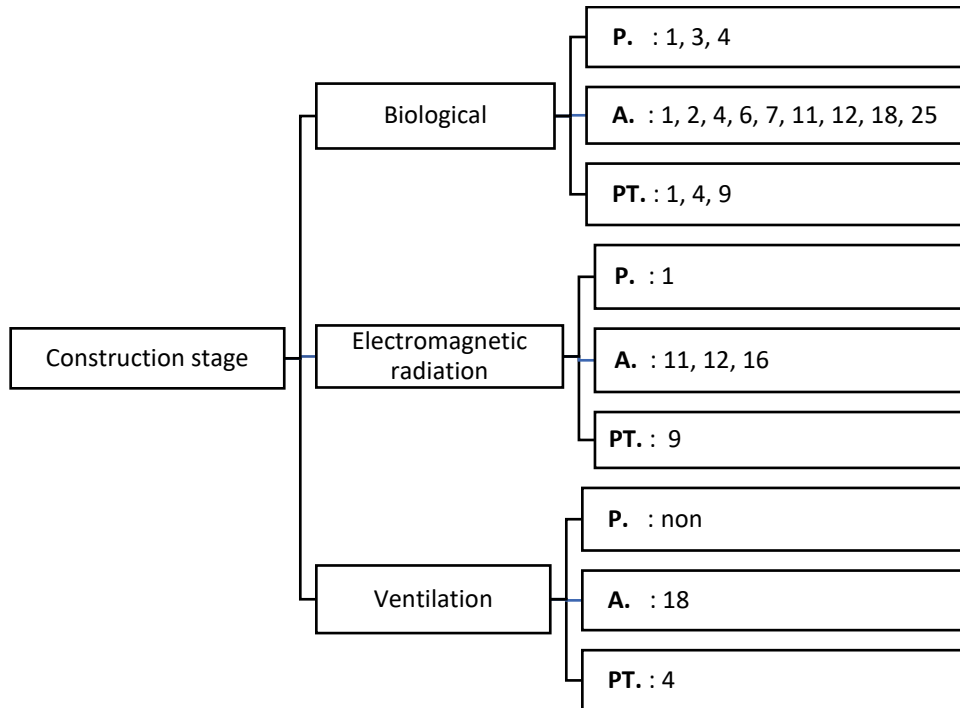 P. : 1, 3, 4
Biological
A. : 1, 2, 4, 6, 7, 11, 12, 18, 25
PT. : 1, 4, 9
P. : 1
Construction stage
Electromagnetic
radiation
A. : 11, 12, 16
PT. : 9
P. : non
Ventilation
A. : 18
PT. : 4